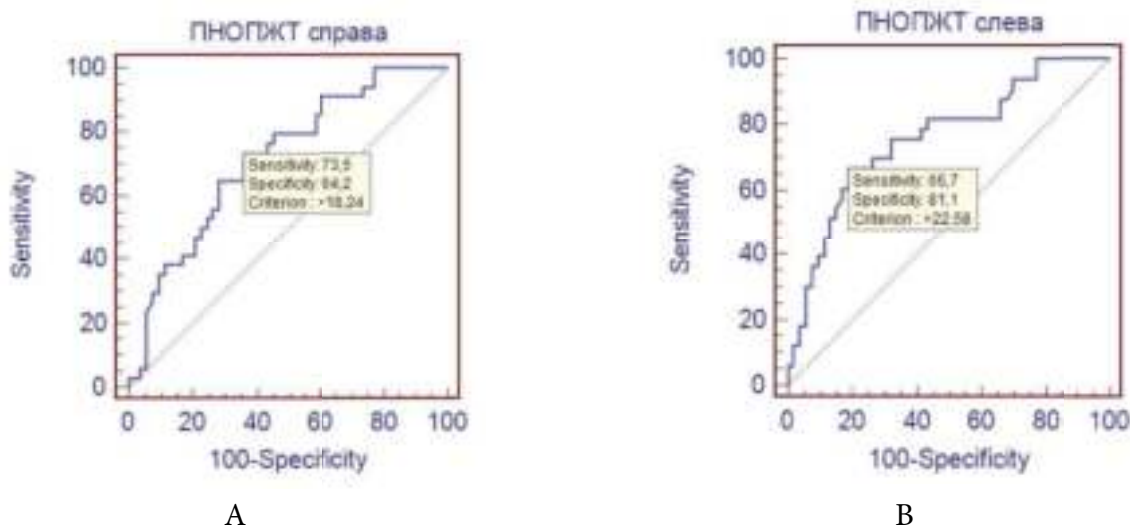 ПНОПЖТ справа
100
80
60
40
20
0
Sensitivity
Sensitivity: 73,5
Specificity: 64,2
Criterion : >18.24
0 20 40 60 80 100
100-Specificity
A
ПНОПЖТ слева
100
80
60
40
20
0
Sensitivity
Sensitivity: 66,7
Specificity: 81,1
Criterion : >22.58
0 20 40 60 80 100
100-Specificity
B